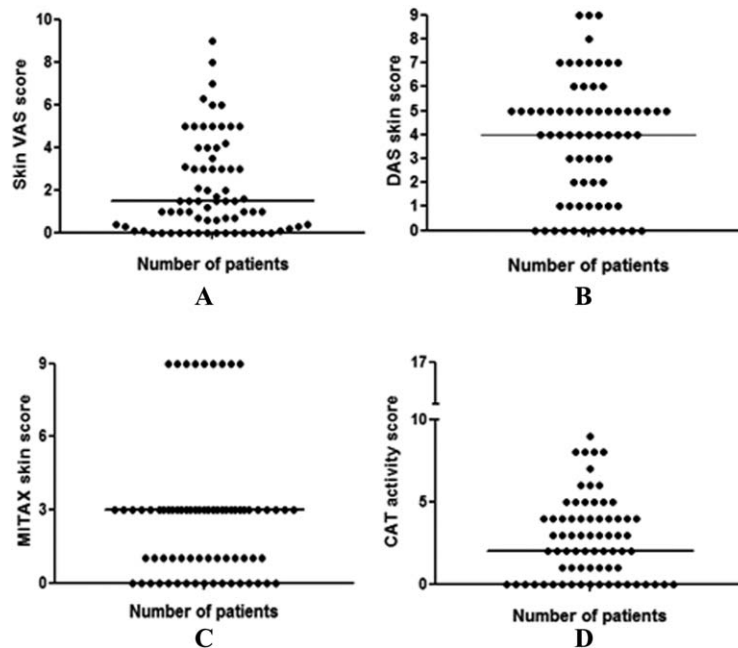 Skin VAS score
10
8
6
4
2
0
Number of patients
A
DAS skin score
9
8
7
6
5
4
3
2
1
0
Number of patients
B
MITAX skin score
9
6
3
0
Number of patients
C
CAT activity score
17
10
5
0
Number of patients
D